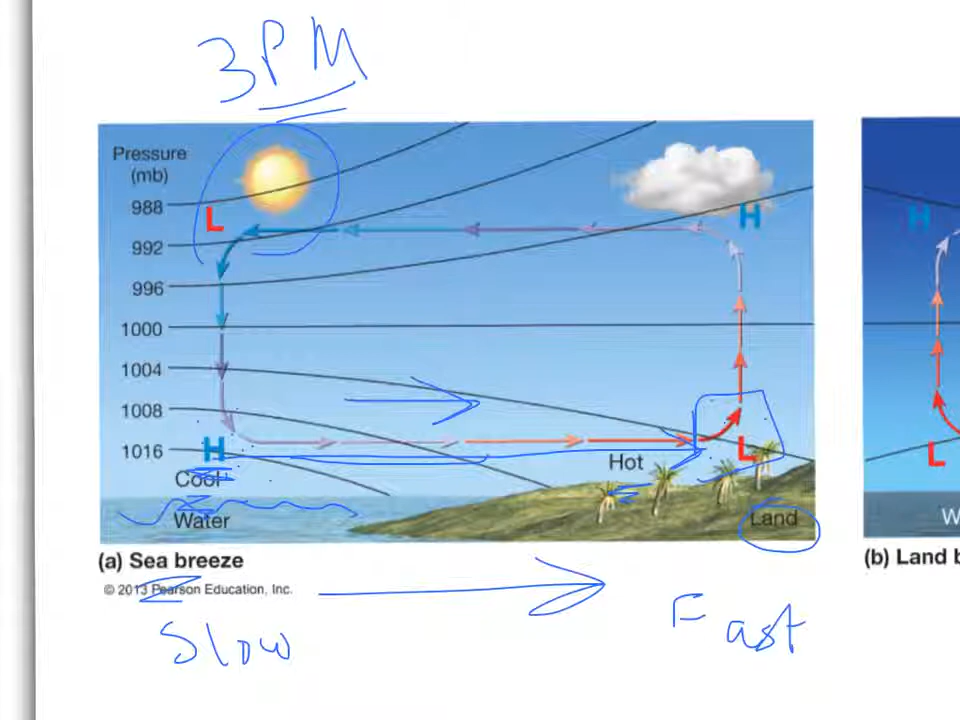 3PM
Pressure
(mb)
988
L
H
H
992
996
1000
1004
1008
1016
H
Hot
L
L
Cool
Water
Land
W
(a) Sea breeze
(b) Land b
© 2013 Pearson Education, Inc.
Slow
Fast